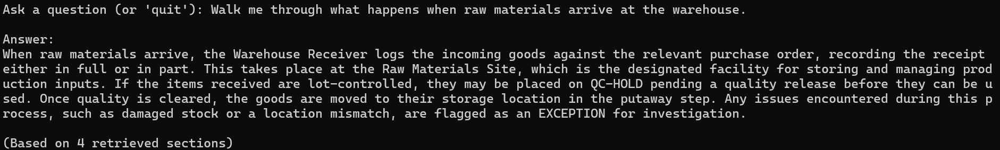 Ask a question (or 'quit'): Walk me through what happens when raw materials arrive at the warehouse.
Answer:
When raw materials arrive, the Warehouse Receiver logs the incoming goods against the relevant purchase order, recording the receipt
either in full or in part. This takes place at the Raw Materials Site, which is the designated facility for storing and managing prod
uction inputs. If the items received are lot-controlled, they may be placed on QC-HOLD pending a quality release before they can be u
sed. Once quality is cleared, the goods are moved to their storage location in the putaway step. Any issues encountered during this p
rocess, such as damaged stock or a location mismatch, are flagged as an EXCEPTION for investigation.
(Based on 4 retrieved sections)